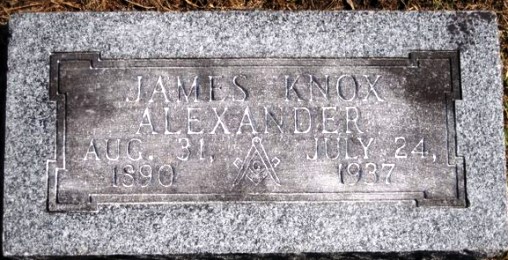 JAMES KNOX
ALEXANDER
AUG. 31, JULY 24,
1890 1937